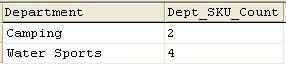 Department Dept_SKU_Count
Camping 2
Water Sports 4